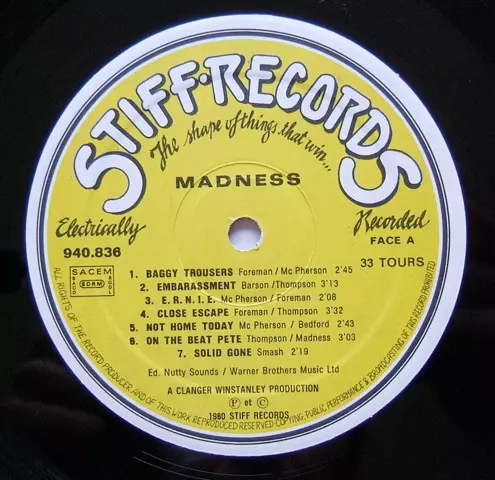 STIFF·RECORDS
The shape of things that win...
MADNESS
Electrically
Recorded
940.836
FACE A
33 TOURS
SACEM
SACD
SDRM
SGDL
1. BAGGY TROUSERS Foreman / Mc Pherson 2'45
2. EMBARASSMENT Barson / Thompson 3'13
3. E.R.N.I.E. Mc Pherson / Foreman 2'08
4. CLOSE ESCAPE Foreman / Thompson 3'32
5. NOT HOME TODAY Mc Pherson / Bedford 2'43
6. ON THE BEAT PETE Thompson / Madness 3'03
7. SOLID GONE Smash 2'19
Ed. Nutty Sounds / Warner Brothers Music Ltd
A CLANGER WINSTANLEY PRODUCTION
℗ et ©
1980 STIFF RECORDS
ALL RIGHTS OF THE RECORD PRODUCER AND OF THIS WORK REPRODUCED RESERVED-COPYING, PUBLIC PERFORMANCE & BROADCASTING OF THIS RECORD PROHIBITED